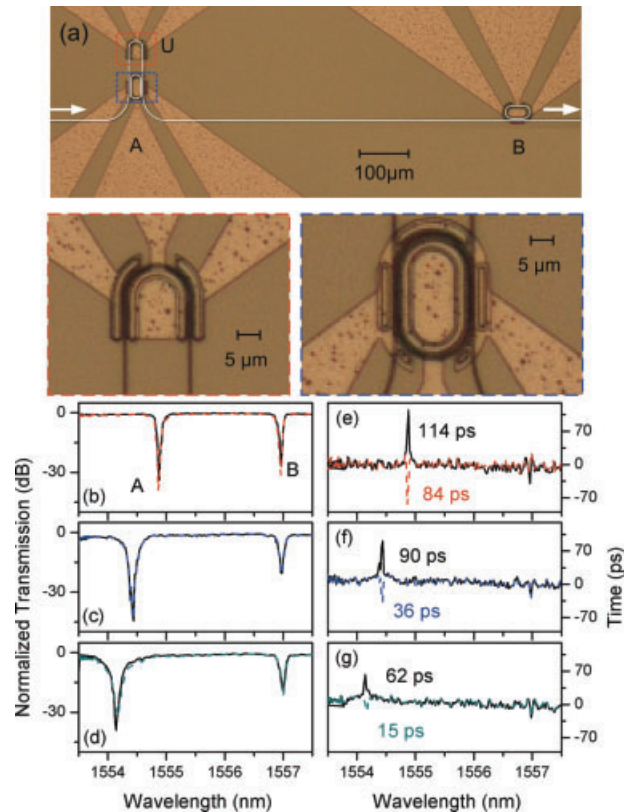 (a)
U
A
B
100µm
5 µm
5 µm
Normalized Transmission (dB)
0
-30
A
B
(b)
0
-30
(c)
0
-30
(d)
1554 1555 1556 1557
Wavelength (nm)
(e)
114 ps
84 ps
70
0
-70
(f)
90 ps
36 ps
70
0
-70
(g)
62 ps
15 ps
70
0
-70
Time (ps)
1554 1555 1556 1557
Wavelength (nm)